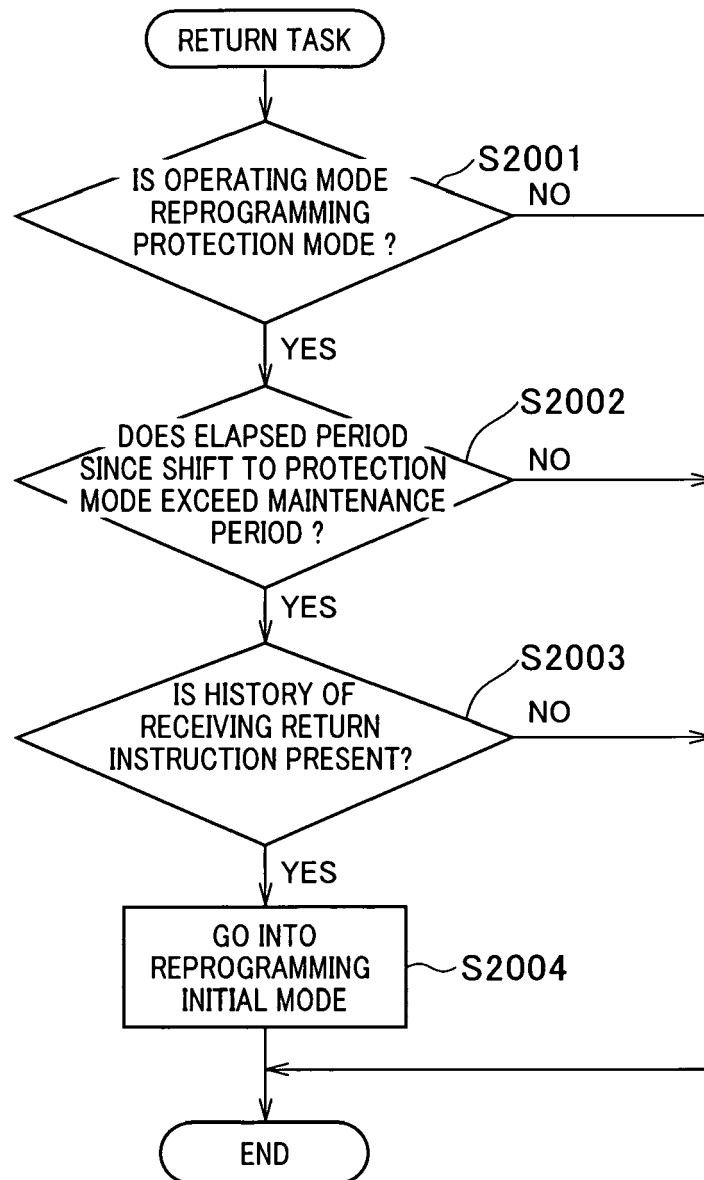 RETURN TASK
S2001
IS OPERATING MODE
REPROGRAMMING
PROTECTION MODE ?
NO
YES
S2002
DOES ELAPSED PERIOD
SINCE SHIFT TO PROTECTION
MODE EXCEED MAINTENANCE
PERIOD ?
NO
YES
S2003
IS HISTORY OF
RECEIVING RETURN
INSTRUCTION PRESENT?
NO
YES
GO INTO
REPROGRAMMING
INITIAL MODE
S2004
END